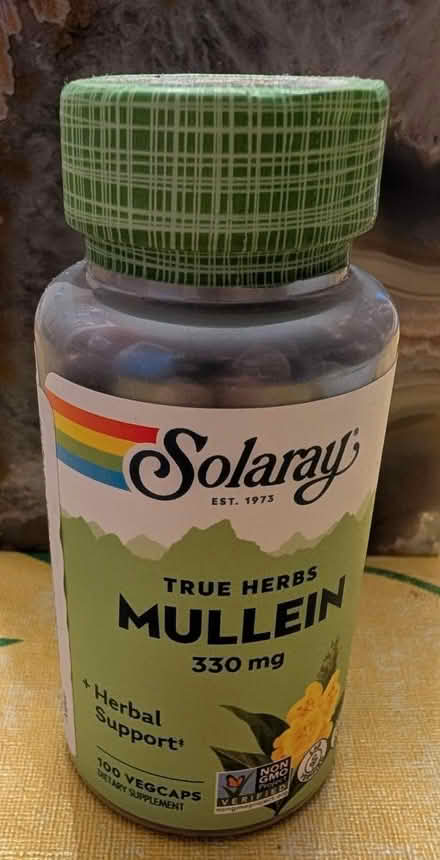 Solaray
EST. 1973
TRUE HERBS
MULLEIN
330 mg
+ Herbal
Support‡
100 VEGCAPS
DIETARY SUPPLEMENT
NON
GMO
VERIFIED